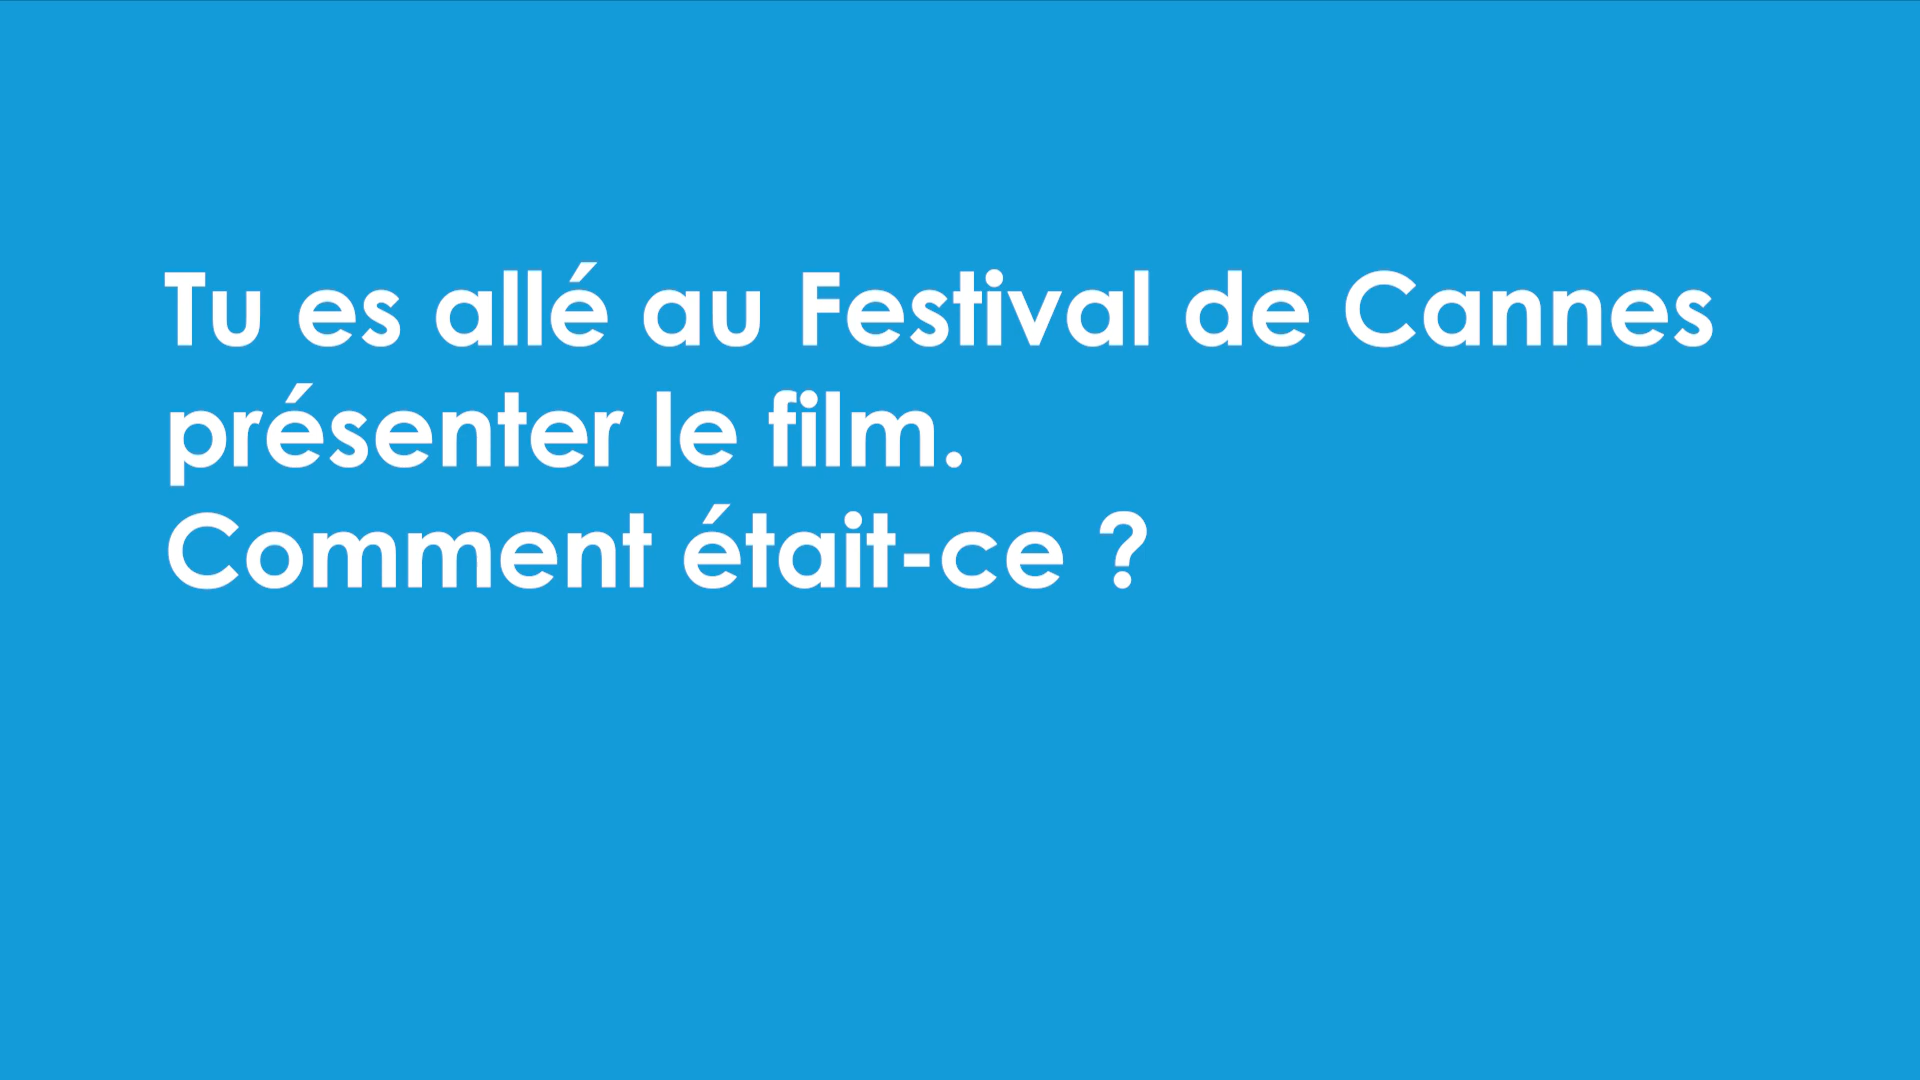 Tu es allé au Festival de Cannes
présenter le film.
Comment était-ce ?